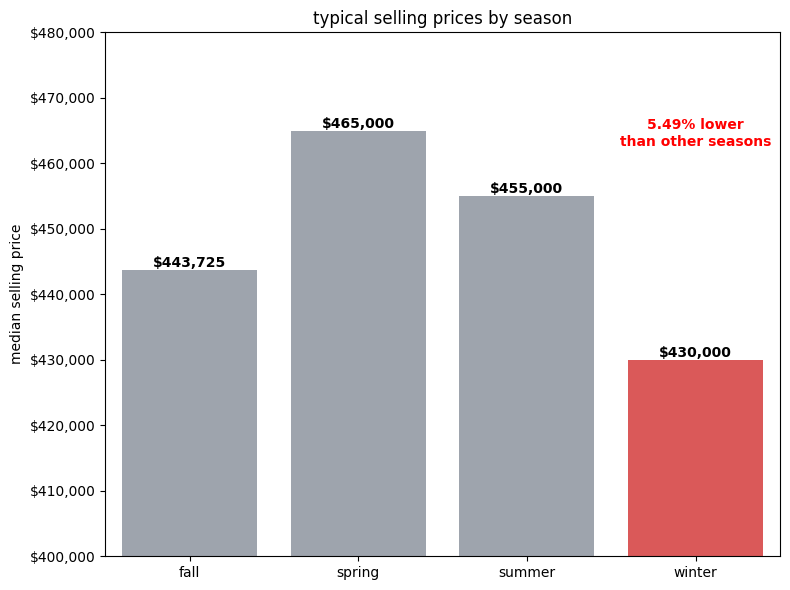 typical selling prices by season
$480,000
$470,000
$460,000
$450,000
$440,000
$430,000
$420,000
$410,000
$400,000
median selling price
$443,725
$465,000
$455,000
$430,000
5.49% lower
than other seasons
fall
spring
summer
winter